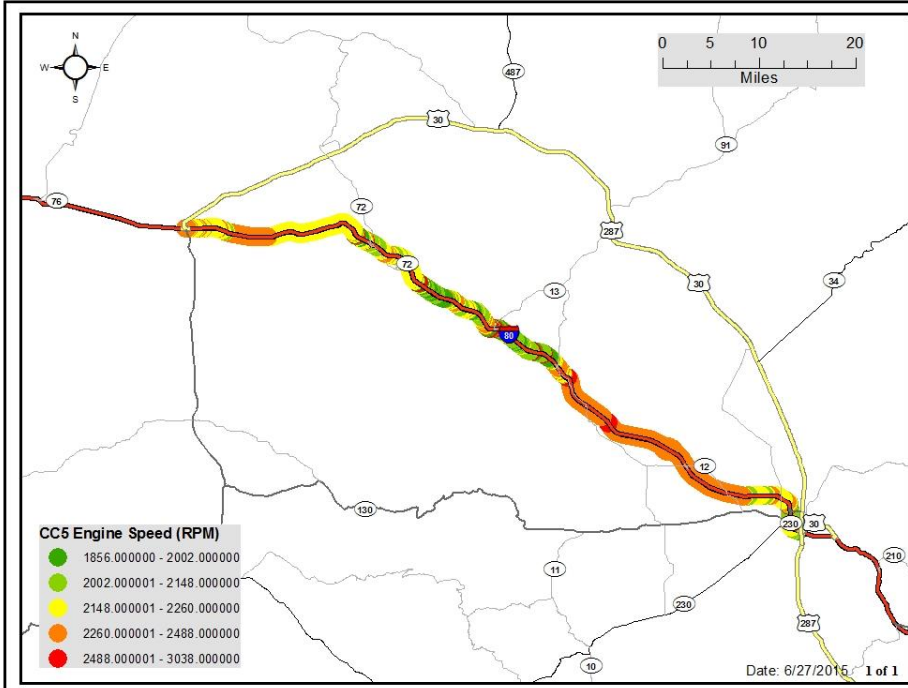 N
W E
S
0 5 10 20
Miles
487
30
91
76
72
287
72
30
34
13
80
12
130
230
30
210
11
230
287
10
CC5 Engine Speed (RPM)
1856.000000 - 2002.000000
2002.000001 - 2148.000000
2148.000001 - 2260.000000
2260.000001 - 2488.000000
2488.000001 - 3038.000000
Date: 6/27/2015 1 of 1